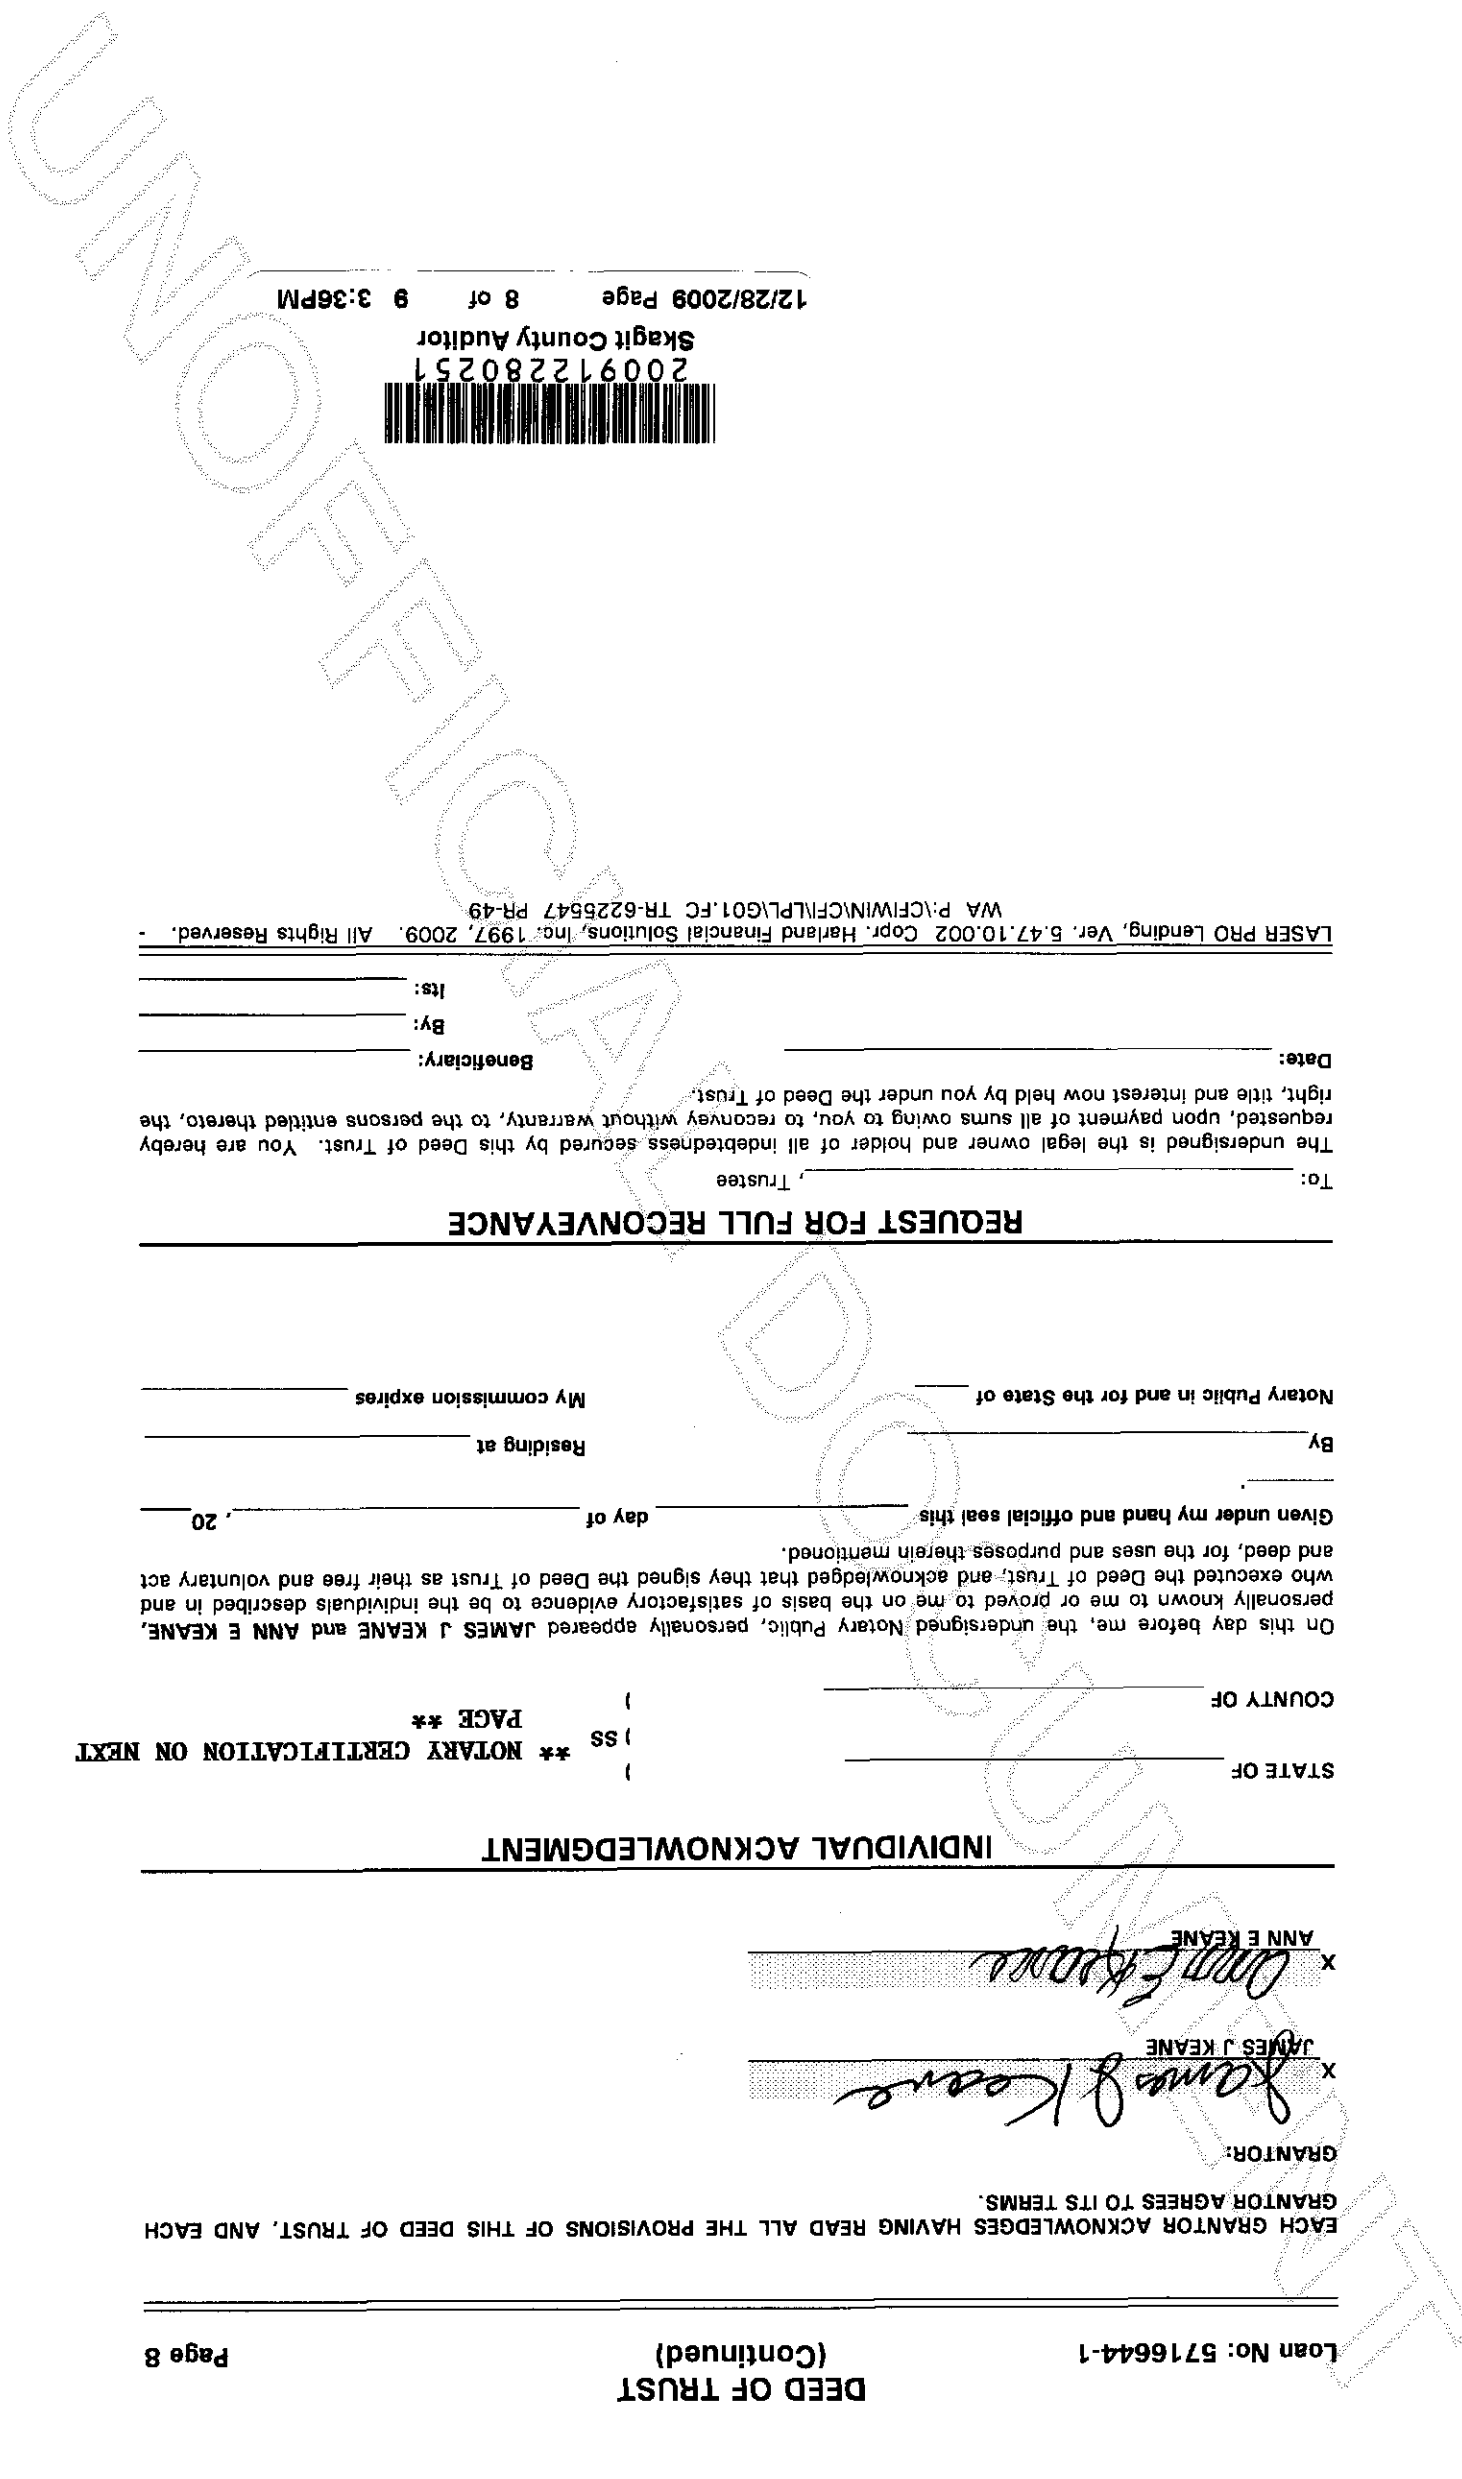 DEED OF TRUST
Loan No: 5716644-1 (Continued) Page 8
EACH GRANTOR ACKNOWLEDGES HAVING READ ALL THE PROVISIONS OF THIS DEED OF TRUST, AND EACH
GRANTOR AGREES TO ITS TERMS.
GRANTOR:
X James J Keane
JAMES J KEANE
X Ann E Keane
ANN E KEANE
INDIVIDUAL ACKNOWLEDGMENT
STATE OF )
) SS ** NOTARY CERTIFICATION ON NEXT
PAGE **
COUNTY OF )
On this day before me, the undersigned Notary Public, personally appeared JAMES J KEANE and ANN E KEANE,
personally known to me or proved to me on the basis of satisfactory evidence to be the individuals described in and
who executed the Deed of Trust, and acknowledged that they signed the Deed of Trust as their free and voluntary act
and deed, for the uses and purposes therein mentioned.
Given under my hand and official seal this day of , 20
.
By Residing at
Notary Public in and for the State of My commission expires
REQUEST FOR FULL RECONVEYANCE
To: , Trustee
The undersigned is the legal owner and holder of all indebtedness secured by this Deed of Trust. You are hereby
requested, upon payment of all sums owing to you, to reconvey without warranty, to the persons entitled thereto, the
right, title and interest now held by you under the Deed of Trust.
Date: Beneficiary:
By:
Its:
LASER PRO Lending, Ver. 5.47.10.002 Copr. Harland Financial Solutions, Inc. 1997, 2009. All Rights Reserved. -
WA P:\CFIWIN\CFI\LPL\G01.FC TR-6225547 PR-49
200912280251
Skagit County Auditor
12/28/2009 Page 8 of 9 3:36PM
UNOFFICIAL DOCUMENT